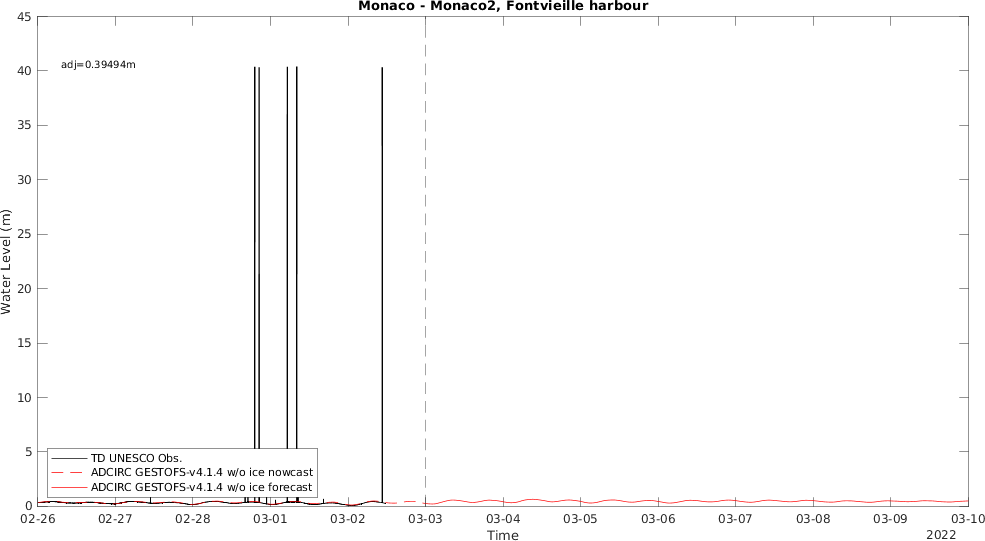 Monaco - Monaco2, Fontvieille harbour
adj=0.39494m
Water Level (m)
45
40
35
30
25
20
15
10
5
0
TD UNESCO Obs.
ADCIRC GESTOFS-v4.1.4 w/o ice nowcast
ADCIRC GESTOFS-v4.1.4 w/o ice forecast
02-26 02-27 02-28 03-01 03-02 03-03 03-04 03-05 03-06 03-07 03-08 03-09 03-10
Time
2022